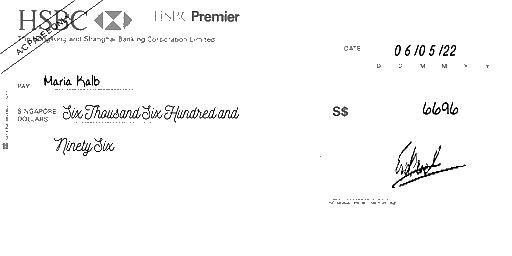 HSBC HSBC Premier
A/C PAYEE ONLY
The Hongkong and Shanghai Banking Corporation Limited
DATE 06/05/22
D D M M Y Y
PAY Maria Kalb
SINGAPORE DOLLARS Six Thousand Six Hundred and
S$ 6696
Ninety Six